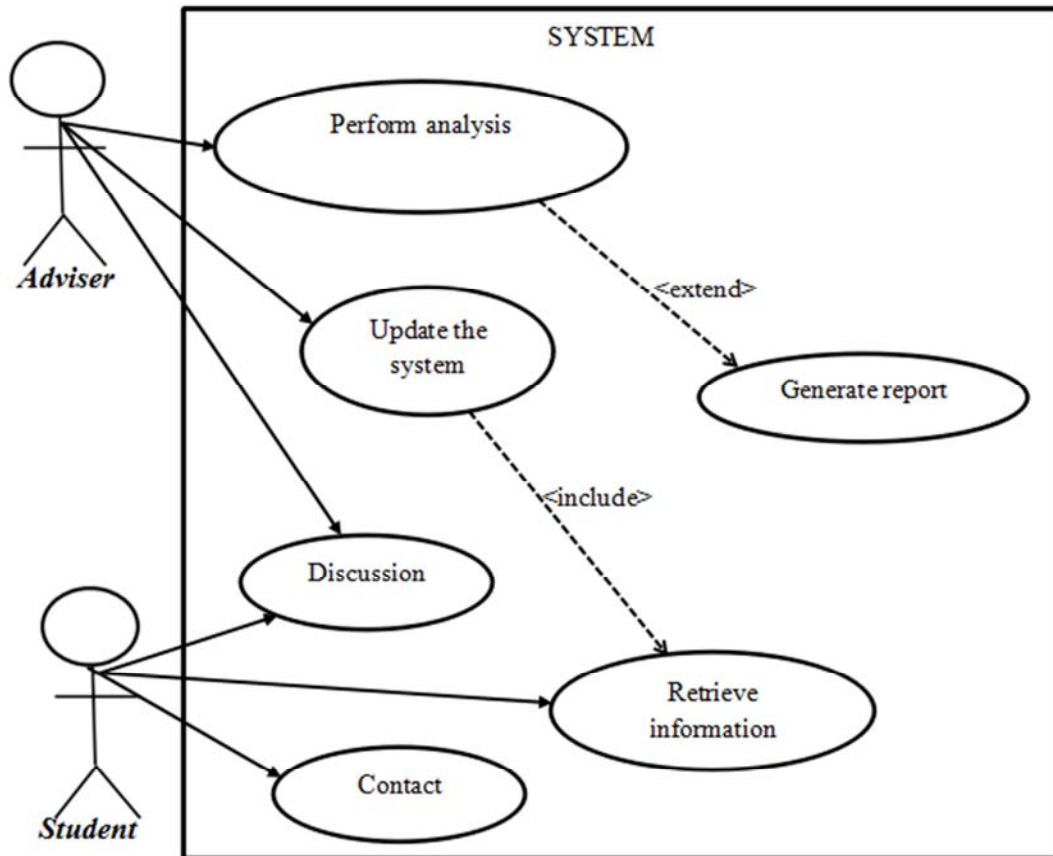 SYSTEM
Perform analysis
Adviser
<extend>
Update the
system
Generate report
<include>
Discussion
Retrieve
information
Contact
Student